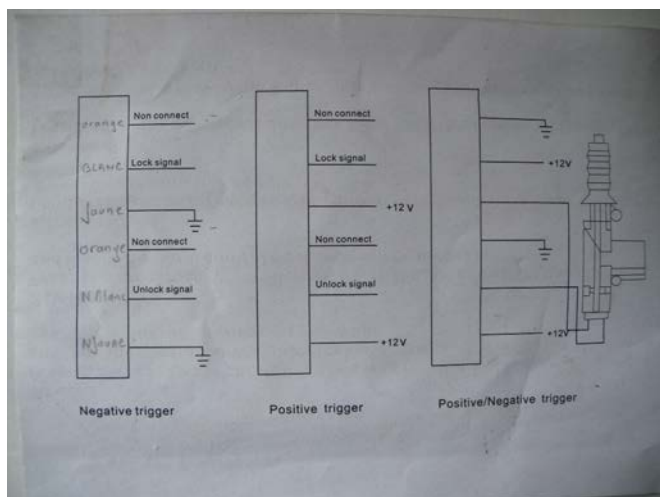 orange
Non connect
BLANC
Lock signal
Jaune
orange
Non connect
N.Blanc
Unlock signal
NJaune
Negative trigger
Non connect
Lock signal
+12 V
Non connect
Unlock signal
+12V
Positive trigger
+12V
+12V
Positive/Negative trigger